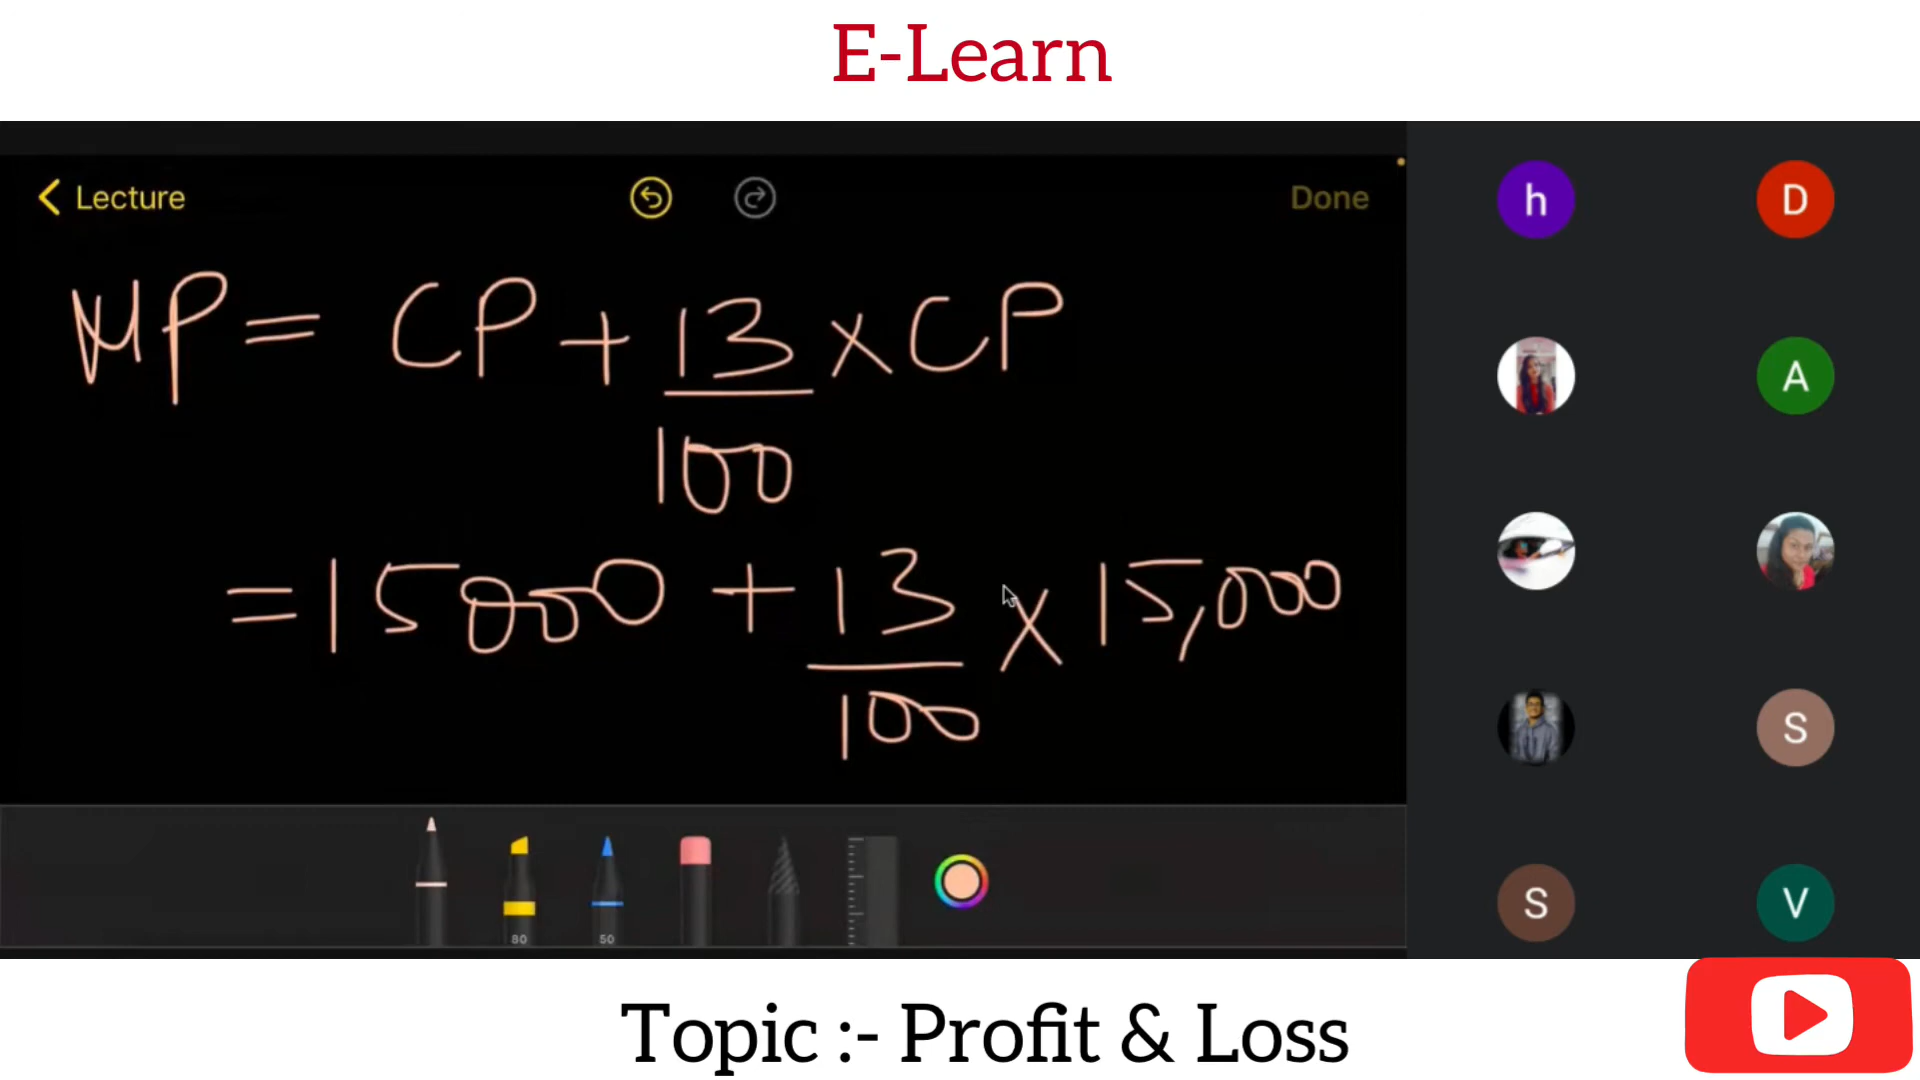 E-Learn
Lecture
Done
h
D
MP = CP + 13/100 × CP
A
= 15000 + 13/100 × 15,000
S
80
50
S
V
Topic :- Profit & Loss